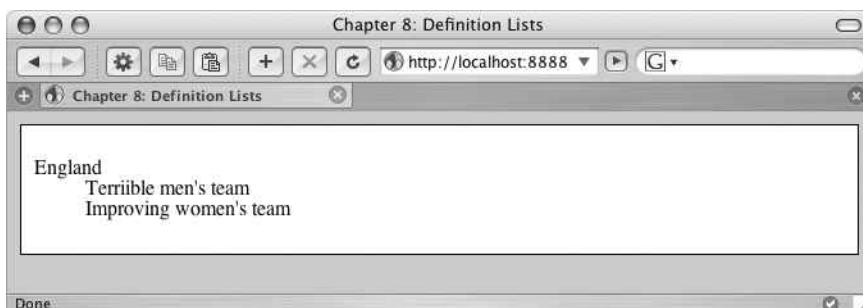 Chapter 8: Definition Lists
http://localhost:8888
G
Chapter 8: Definition Lists
England
Terriible men's team
Improving women's team
Done